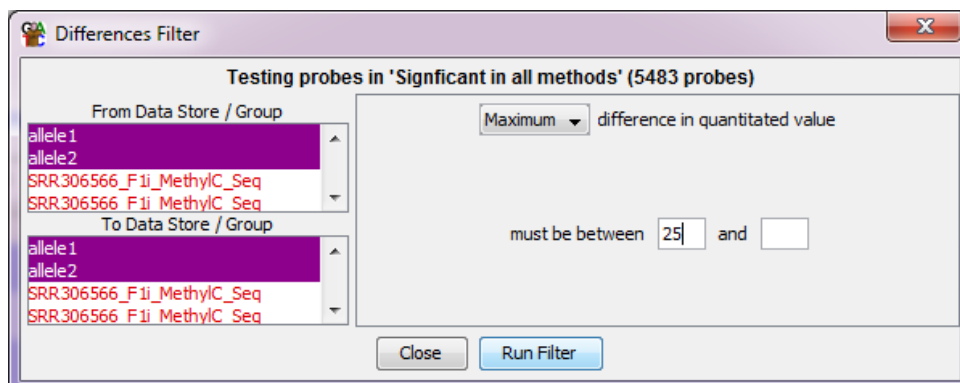 Differences Filter
Testing probes in 'Signficant in all methods' (5483 probes)
From Data Store / Group
allele1
allele2
SRR306566_F1i_MethylC_Seq
SRR306566_F1i_MethylC_Seq
To Data Store / Group
allele1
allele2
SRR306566_F1i_MethylC_Seq
SRR306566_F1i_MethylC_Seq
Maximum difference in quantitated value
must be between 25 and
Close Run Filter